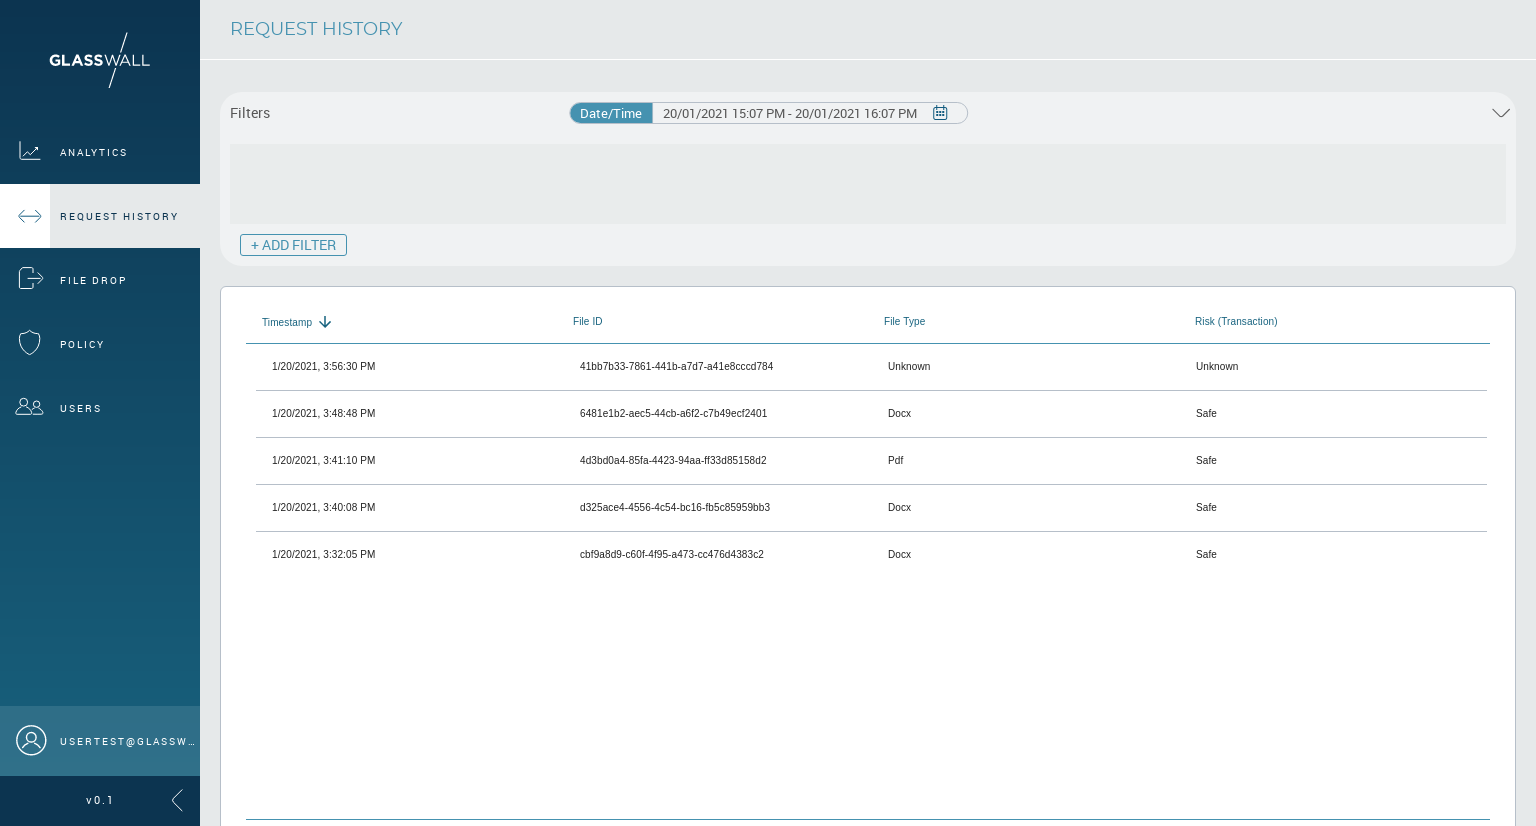 GLASSWALL
ANALYTICS
REQUEST HISTORY
FILE DROP
POLICY
USERS
USERTEST@GLASSW…
v0.1
REQUEST HISTORY
Filters
Date/Time 20/01/2021 15:07 PM - 20/01/2021 16:07 PM
+ ADD FILTER
Timestamp File ID File Type Risk (Transaction)
1/20/2021, 3:56:30 PM 41bb7b33-7861-441b-a7d7-a41e8cccd784 Unknown Unknown
1/20/2021, 3:48:48 PM 6481e1b2-aec5-44cb-a6f2-c7b49ecf2401 Docx Safe
1/20/2021, 3:41:10 PM 4d3bd0a4-85fa-4423-94aa-ff33d85158d2 Pdf Safe
1/20/2021, 3:40:08 PM d325ace4-4556-4c54-bc16-fb5c85959bb3 Docx Safe
1/20/2021, 3:32:05 PM cbf9a8d9-c60f-4f95-a473-cc476d4383c2 Docx Safe